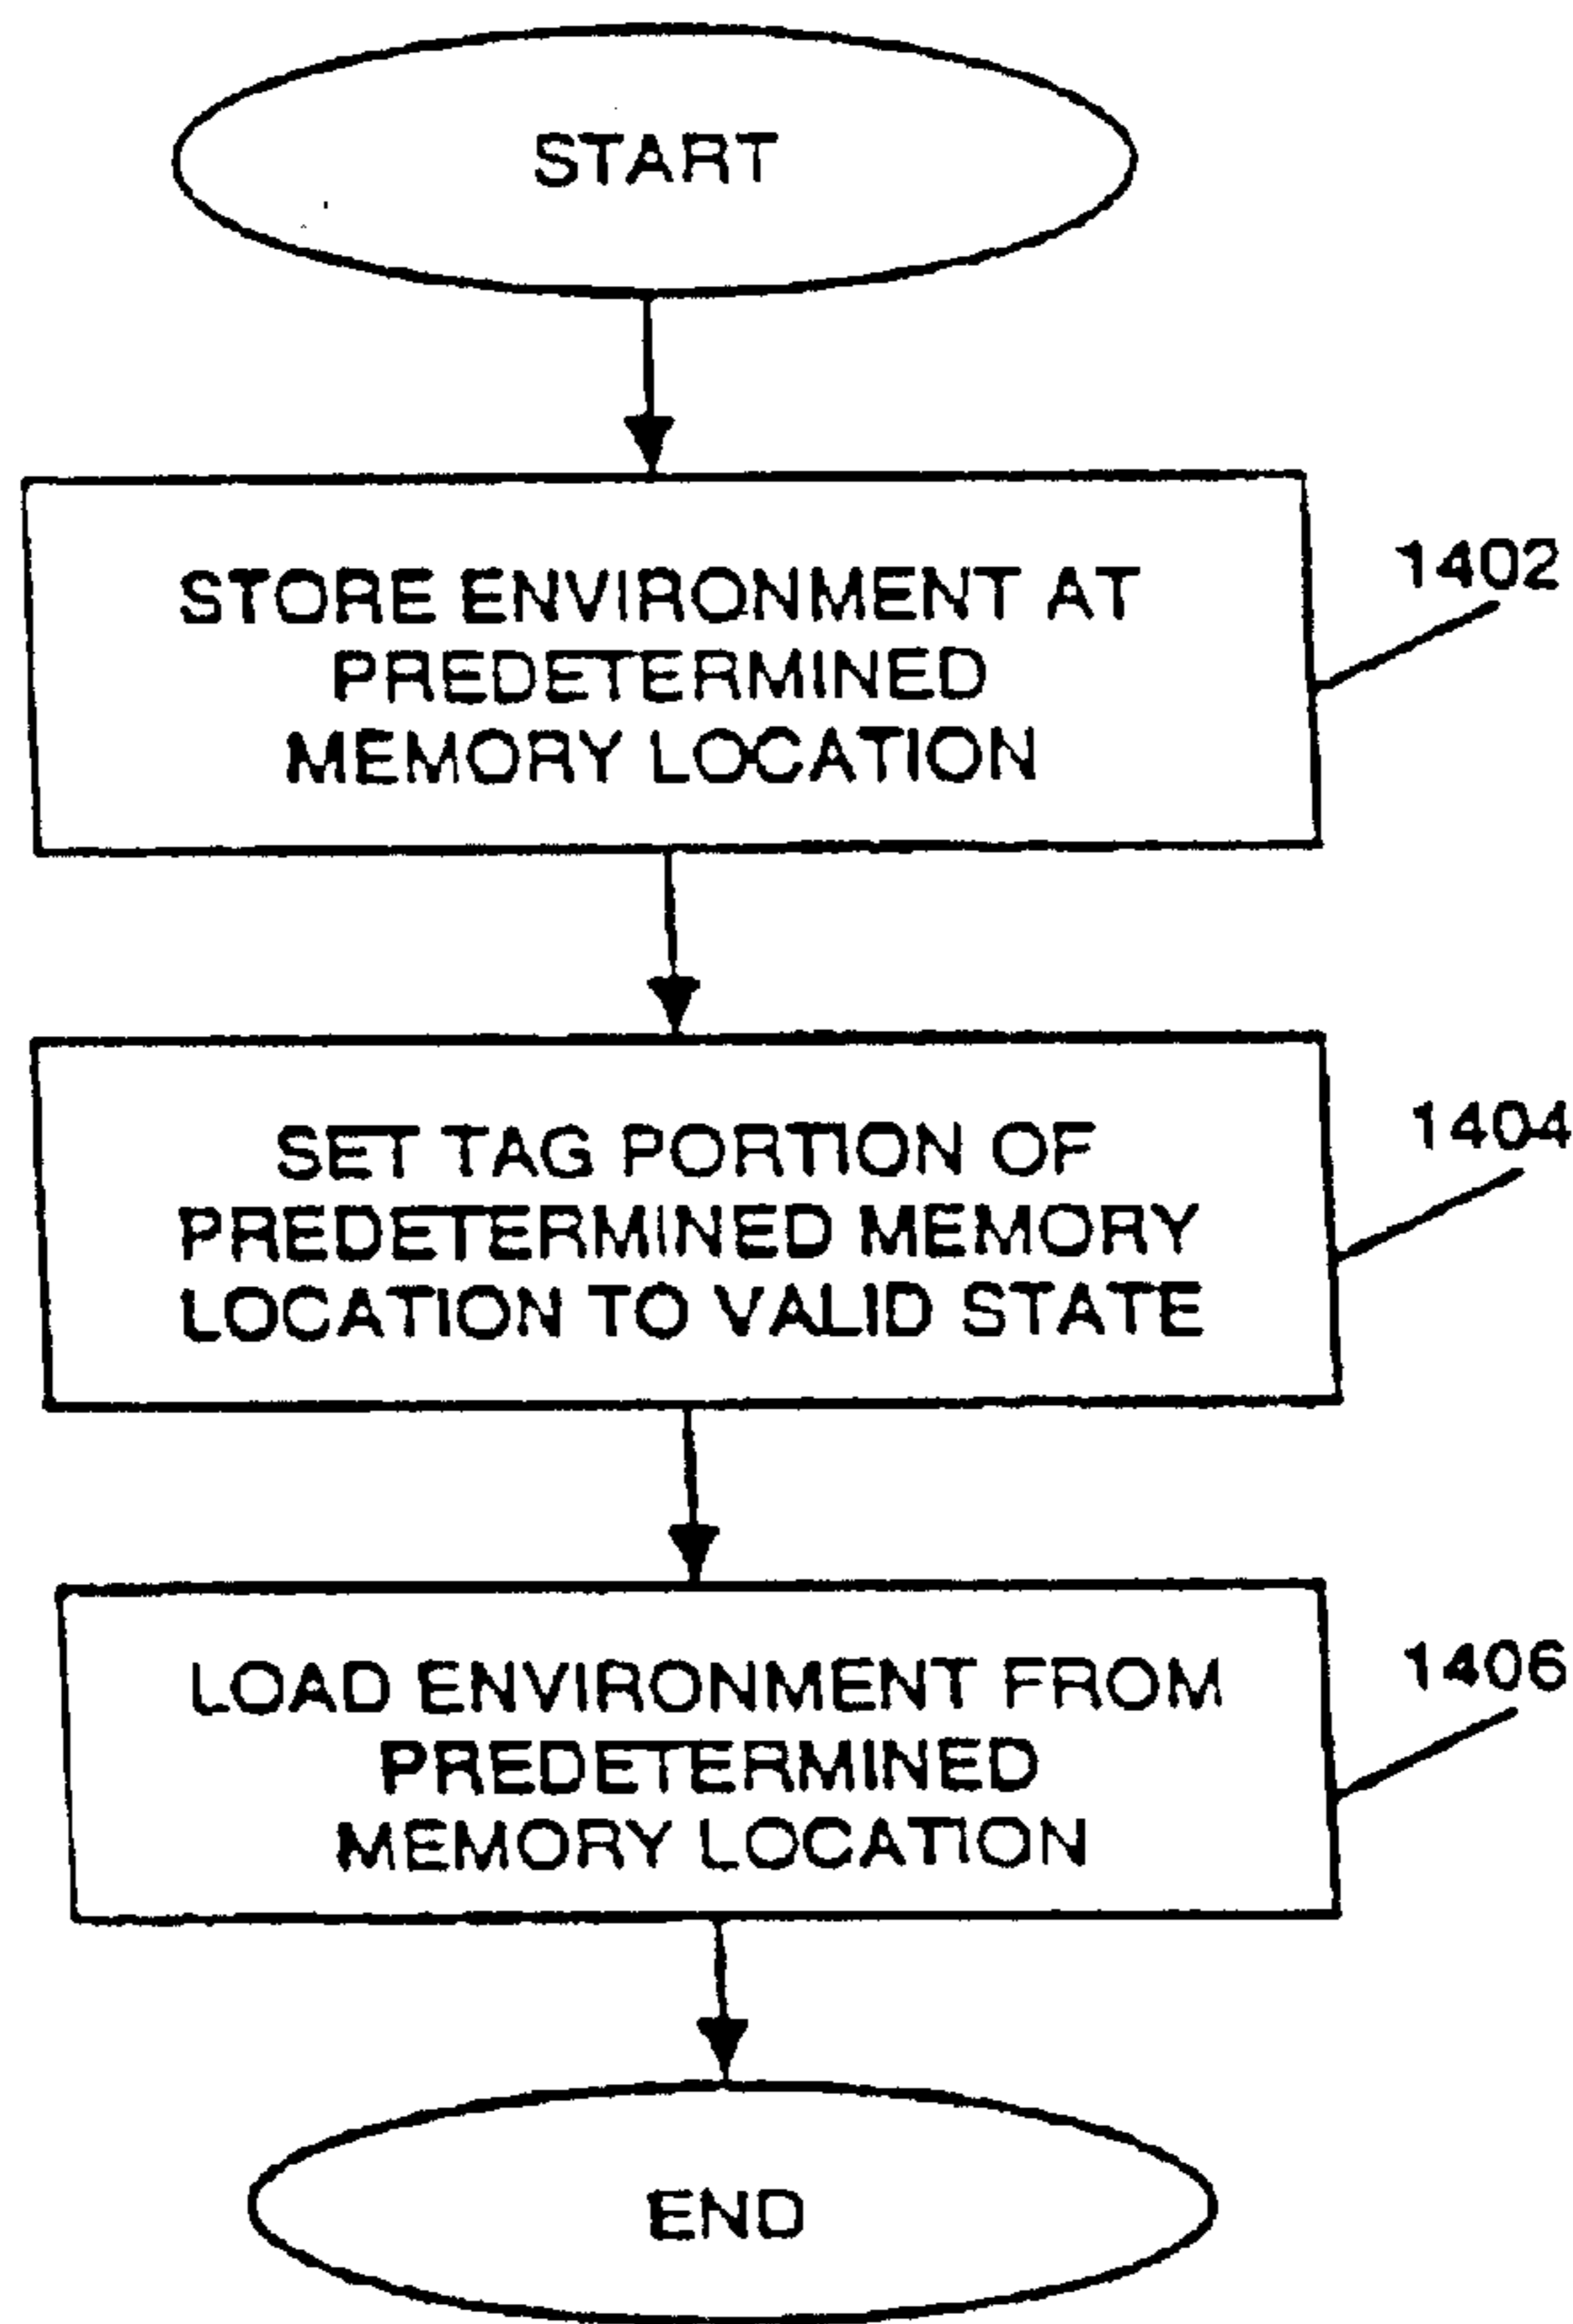 START
STORE ENVIRONMENT AT
PREDETERMINED
MEMORY LOCATION
1402
SET TAG PORTION OF
PREDETERMINED MEMORY
LOCATION TO VALID STATE
1404
LOAD ENVIRONMENT FROM
PREDETERMINED
MEMORY LOCATION
1406
END